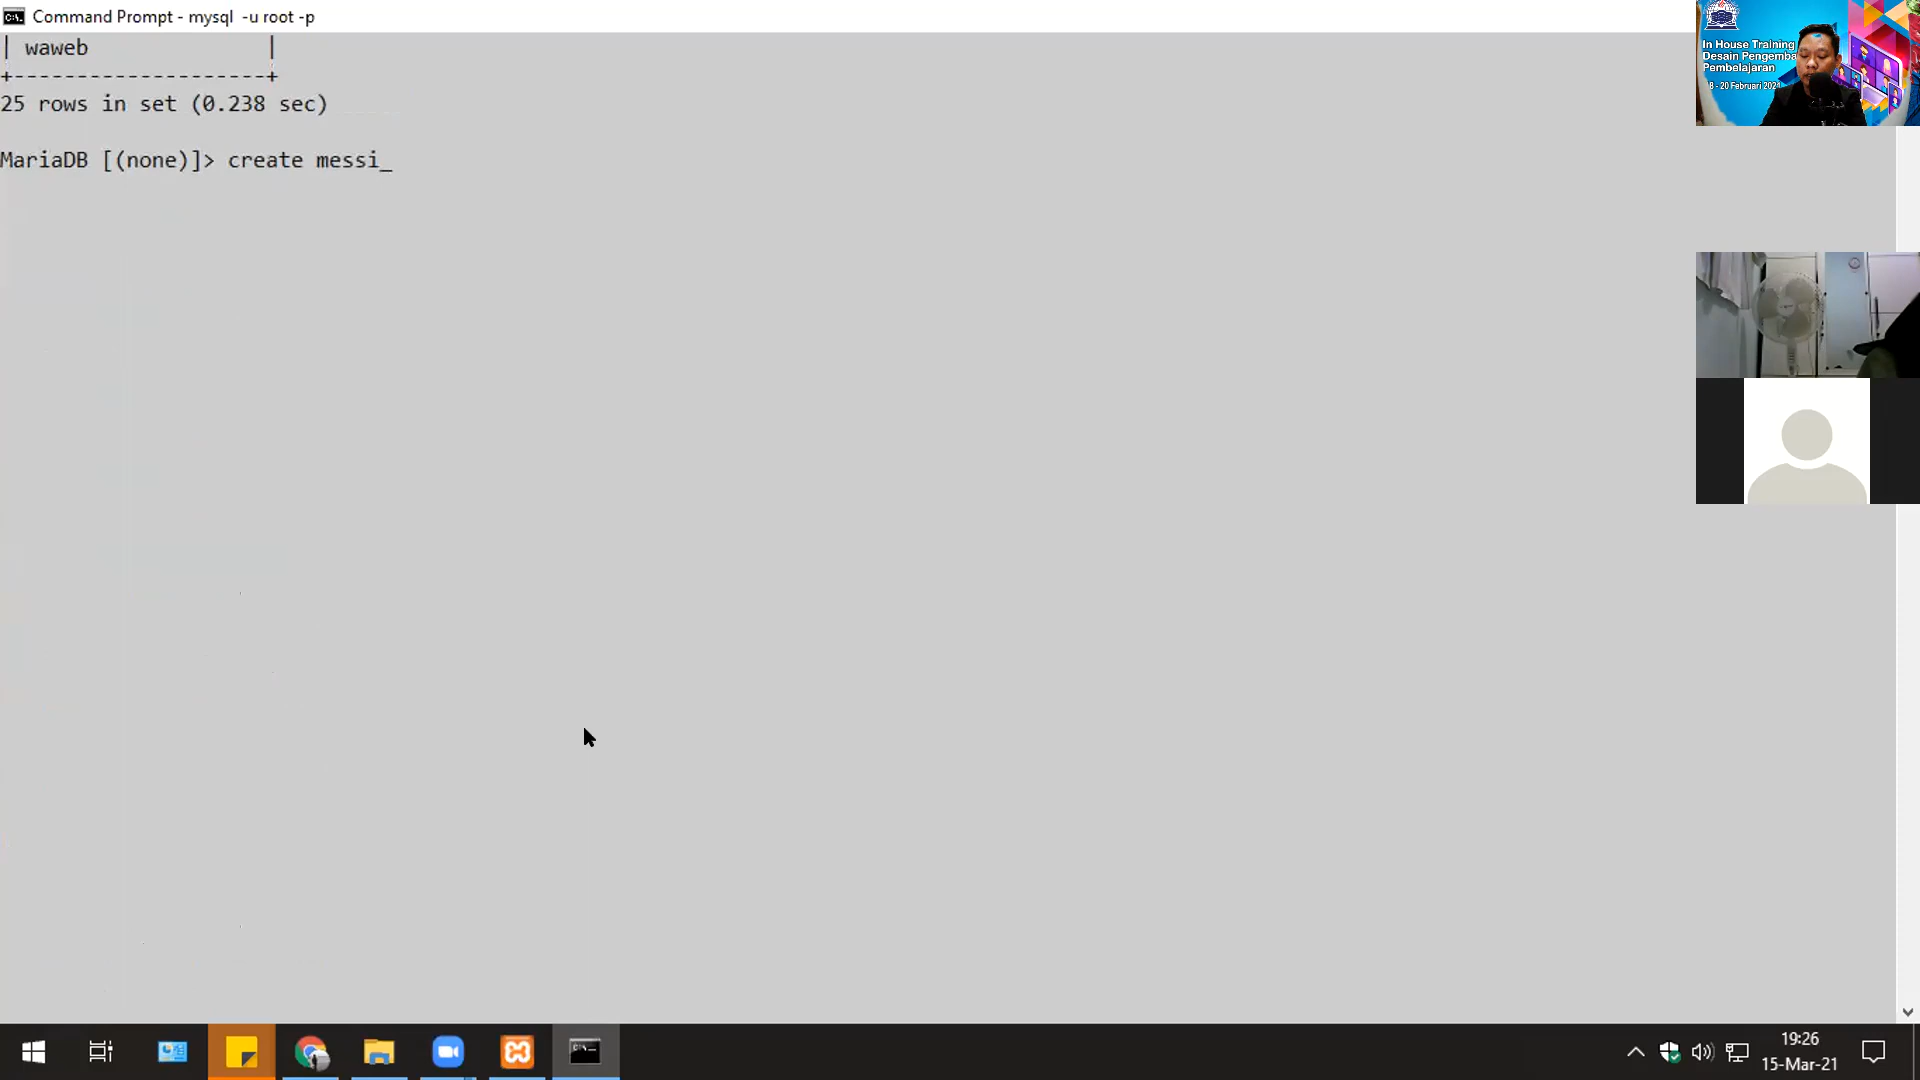 Command Prompt - mysql  -u root -p
| waweb              |
+--------------------+
25 rows in set (0.238 sec)
MariaDB [(none)]> create messi_
In House Training
Desain Pengemba
Pembelajaran
8 - 20 Februari 2021
19:26
15-Mar-21